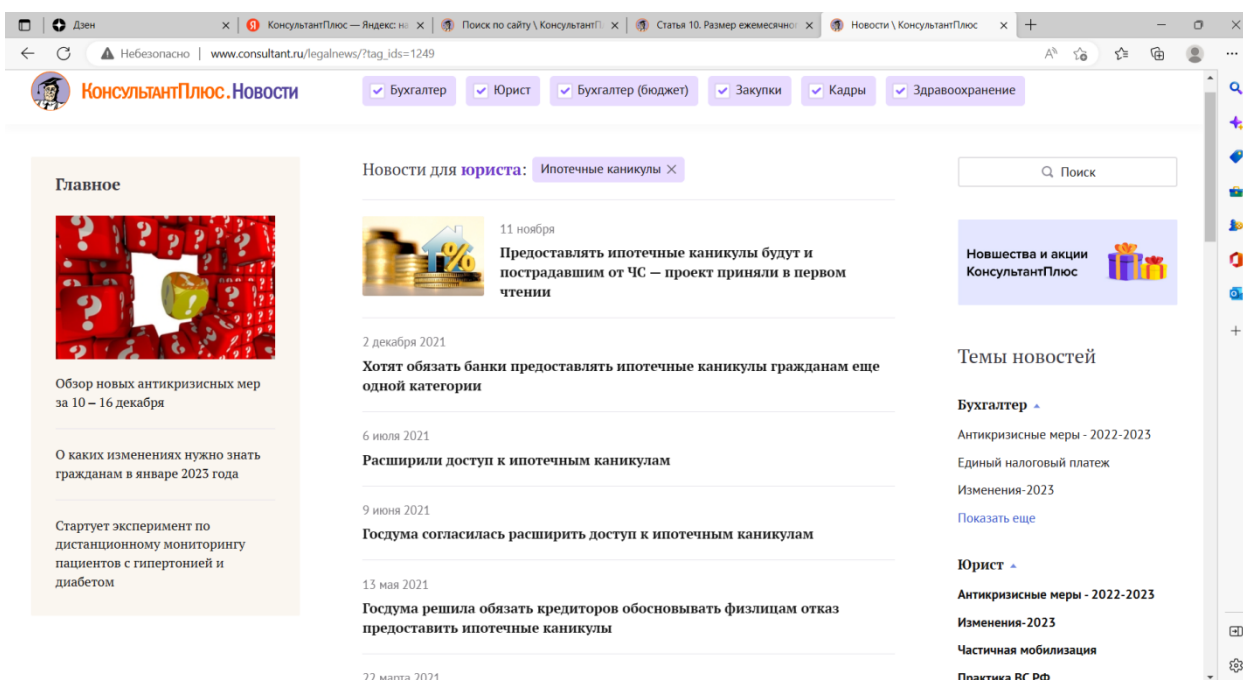 Дзен
КонсультантПлюс — Яндекс: на
Поиск по сайту \ КонсультантП
Статья 10. Размер ежемесячног
Новости \ КонсультантПлюс
Небезопасно | www.consultant.ru/legalnews/?tag_ids=1249
КонсультантПлюс.Новости
Бухгалтер
Юрист
Бухгалтер (бюджет)
Закупки
Кадры
Здравоохранение
Главное
Обзор новых антикризисных мер
за 10 – 16 декабря
О каких изменениях нужно знать
гражданам в январе 2023 года
Стартует эксперимент по
дистанционному мониторингу
пациентов с гипертонией и
диабетом
Новости для юриста: Ипотечные каникулы ×
11 ноября
Предоставлять ипотечные каникулы будут и
пострадавшим от ЧС — проект приняли в первом
чтении
2 декабря 2021
Хотят обязать банки предоставлять ипотечные каникулы гражданам еще
одной категории
6 июля 2021
Расширили доступ к ипотечным каникулам
9 июня 2021
Госдума согласилась расширить доступ к ипотечным каникулам
13 мая 2021
Госдума решила обязать кредиторов обосновывать физлицам отказ
предоставить ипотечные каникулы
22 марта 2021
Поиск
Новшества и акции
КонсультантПлюс
Темы новостей
Бухгалтер
Антикризисные меры - 2022-2023
Единый налоговый платеж
Изменения-2023
Показать еще
Юрист
Антикризисные меры - 2022-2023
Изменения-2023
Частичная мобилизация
Практика ВС РФ